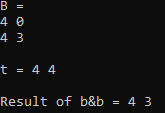 B =
4 0
4 3
t = 4 4
Result of b&b = 4 3